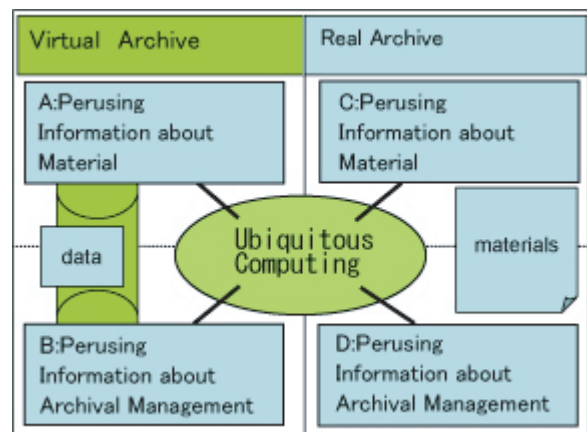 Virtual Archive
Real Archive
A:Perusing
Information about
Material
C:Perusing
Information about
Material
data
Ubiquitous
Computing
materials
B:Perusing
Information about
Archival Management
D:Perusing
Information about
Archival Management